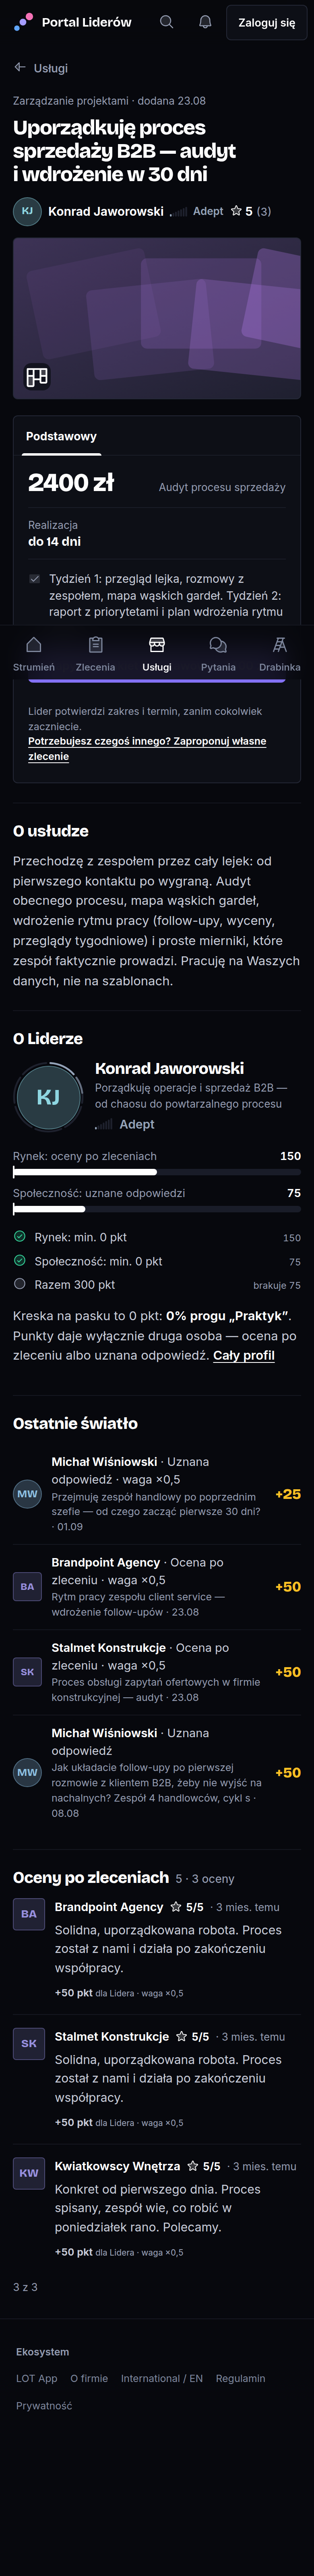 Portal Liderów
Zaloguj się
Usługi
Zarządzanie projektami · dodana 23.08
Uporządkuję proces
sprzedaży B2B — audyt
i wdrożenie w 30 dni
KJ Konrad Jaworowski Adept 5 (3)
Podstawowy
2400 zł Audyt procesu sprzedaży
Realizacja
do 14 dni
Tydzień 1: przegląd lejka, rozmowy z
zespołem, mapa wąskich gardeł. Tydzień 2:
raport z priorytetami i plan wdrożenia rytmu
Strumień Zlecenia Usługi Pytania Drabinka
Lider potwierdzi zakres i termin, zanim cokolwiek
zaczniecie.
Potrzebujesz czegoś innego? Zaproponuj własne
zlecenie
O usłudze
Przechodzę z zespołem przez cały lejek: od
pierwszego kontaktu po wygraną. Audyt
obecnego procesu, mapa wąskich gardeł,
wdrożenie rytmu pracy (follow-upy, wyceny,
przeglądy tygodniowe) i proste mierniki, które
zespół faktycznie prowadzi. Pracuję na Waszych
danych, nie na szablonach.
O Liderze
KJ
Konrad Jaworowski
Porządkuję operacje i sprzedaż B2B —
od chaosu do powtarzalnego procesu
Adept
Rynek: oceny po zleceniach 150
Społeczność: uznane odpowiedzi 75
Rynek: min. 0 pkt 150
Społeczność: min. 0 pkt 75
Razem 300 pkt brakuje 75
Kreska na pasku to 0 pkt: 0% progu „Praktyk”.
Punkty daje wyłącznie druga osoba — ocena po
zleceniu albo uznana odpowiedź. Cały profil
Ostatnie światło
MW
Michał Wiśniowski · Uznana
odpowiedź · waga ×0,5
Przejmuję zespół handlowy po poprzednim
szefie — od czego zacząć pierwsze 30 dni?
· 01.09
+25
BA
Brandpoint Agency · Ocena po
zleceniu · waga ×0,5
Rytm pracy zespołu client service —
wdrożenie follow-upów · 23.08
+50
SK
Stalmet Konstrukcje · Ocena po
zleceniu · waga ×0,5
Proces obsługi zapytań ofertowych w firmie
konstrukcyjnej — audyt · 23.08
+50
MW
Michał Wiśniowski · Uznana
odpowiedź
Jak układacie follow-upy po pierwszej
rozmowie z klientem B2B, żeby nie wyjść na
nachalnych? Zespół 4 handlowców, cykl s ·
08.08
+50
Oceny po zleceniach 5 · 3 oceny
BA
Brandpoint Agency 5/5 · 3 mies. temu
Solidna, uporządkowana robota. Proces
został z nami i działa po zakończeniu
współpracy.
+50 pkt dla Lidera · waga ×0,5
SK
Stalmet Konstrukcje 5/5 · 3 mies. temu
Solidna, uporządkowana robota. Proces
został z nami i działa po zakończeniu
współpracy.
+50 pkt dla Lidera · waga ×0,5
KW
Kwiatkowscy Wnętrza 5/5 · 3 mies. temu
Konkret od pierwszego dnia. Proces
spisany, zespół wie, co robić w
poniedziałek rano. Polecamy.
+50 pkt dla Lidera · waga ×0,5
3 z 3
Ekosystem
LOT App O firmie International / EN Regulamin
Prywatność